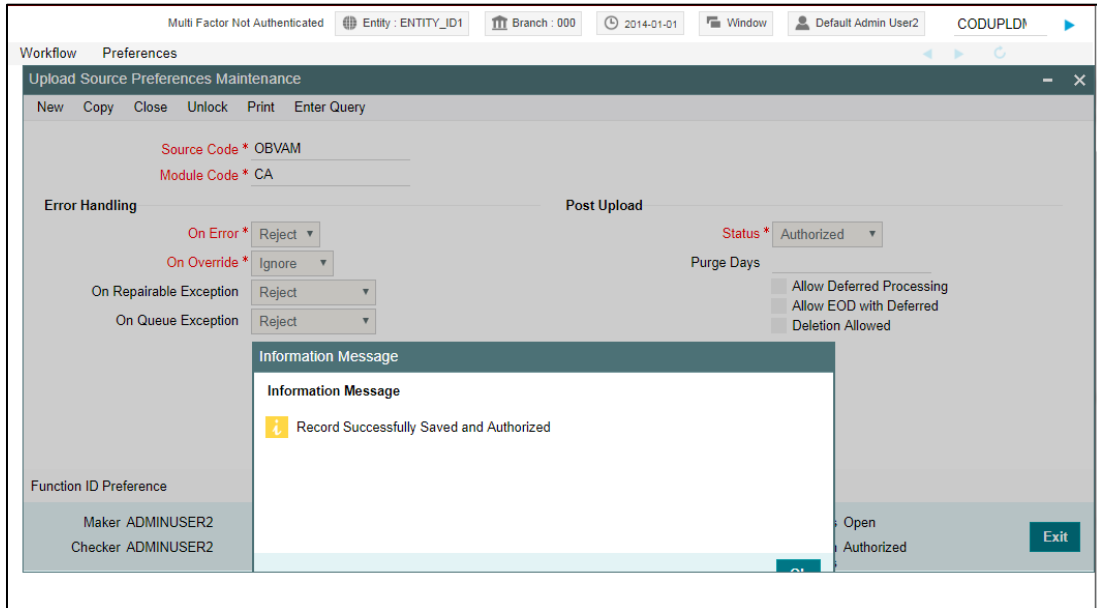 Multi Factor Not Authenticated Entity : ENTITY_ID1 Branch : 000 2014-01-01 Window Default Admin User2
Workflow Preferences
Upload Source Preferences Maintenance
New Copy Close Unlock Print Enter Query
Source Code * OBVAM
Module Code * CA
Error Handling Post Upload
On Error * Reject Status * Authorized
On Override * Ignore Purge Days
On Repairable Exception Reject Allow Deferred Processing
Allow EOD with Deferred
On Queue Exception Reject Deletion Allowed
Information Message
Information Message
Record Successfully Saved and Authorized
Function ID Preference
Maker ADMINUSER2 Open
Checker ADMINUSER2 Authorized
Exit